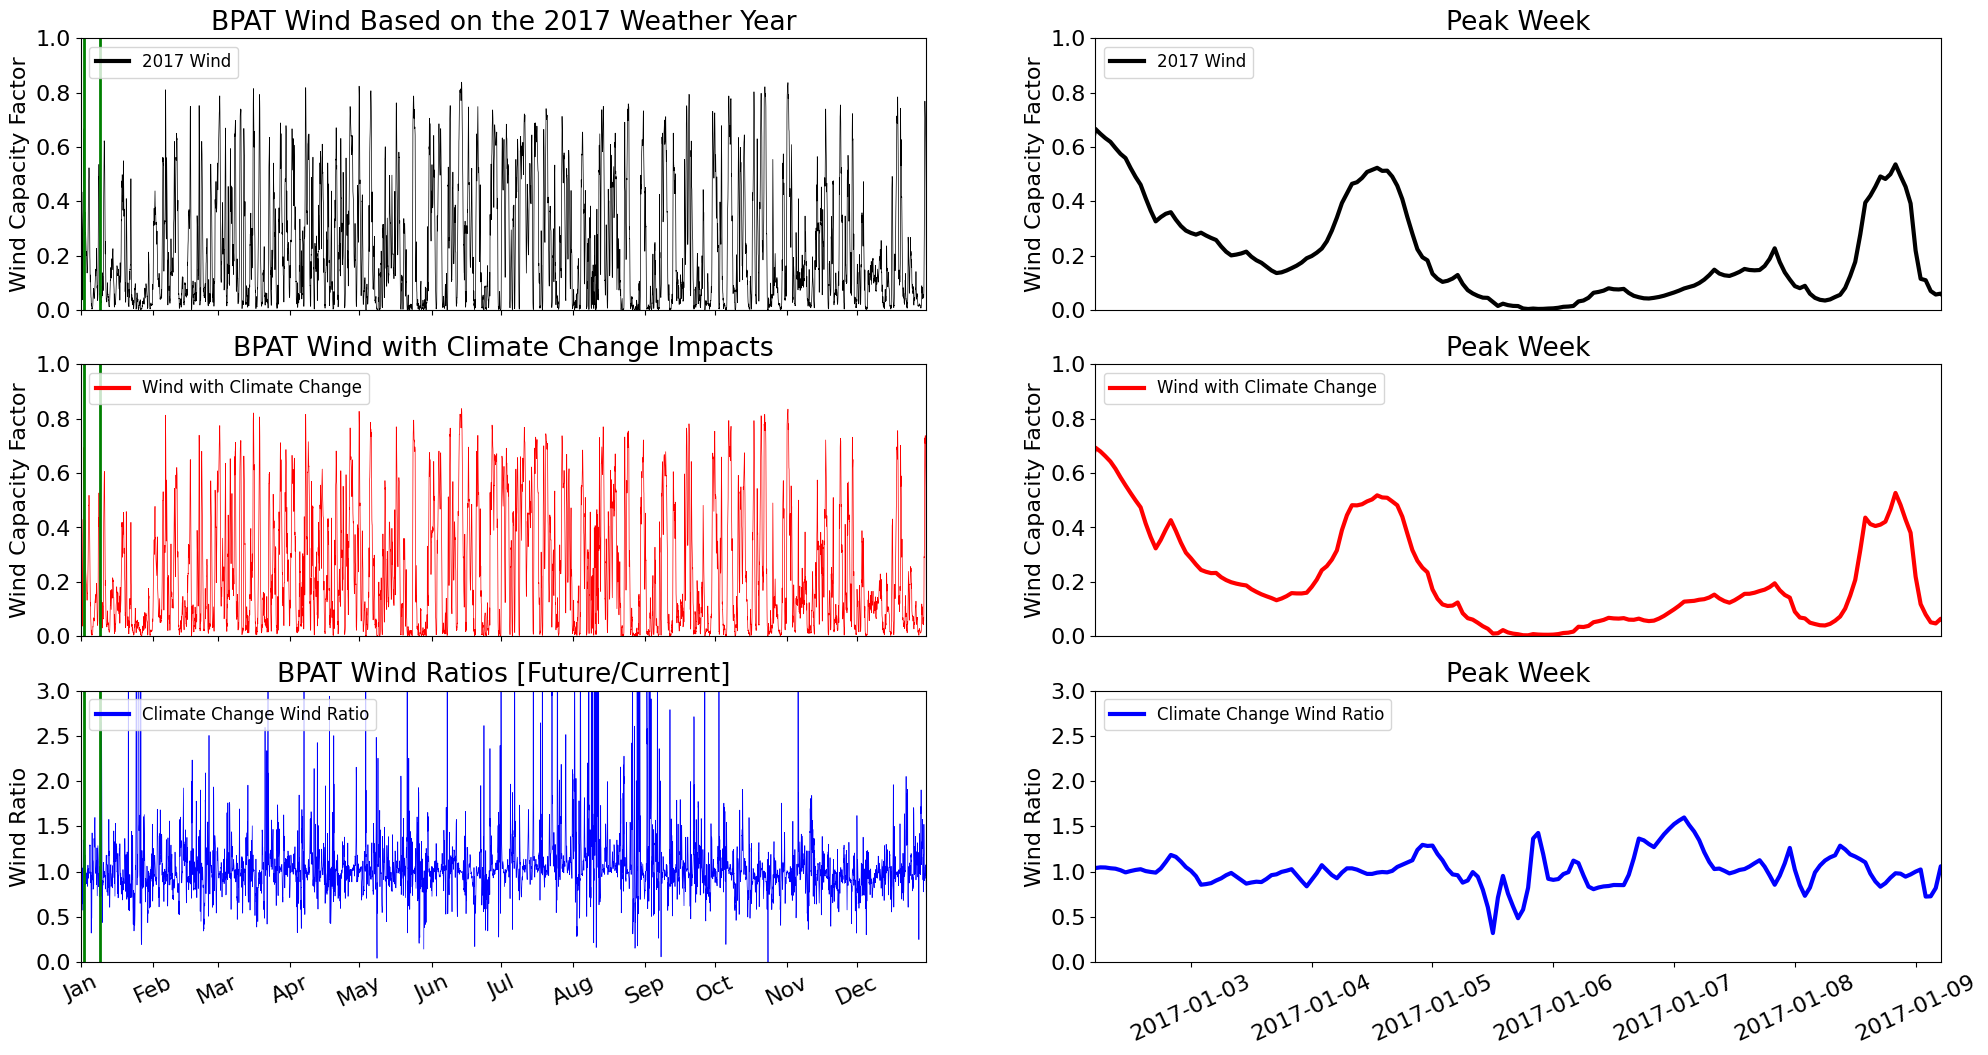 BPAT Wind Based on the 2017 Weather Year
Wind Capacity Factor
1.0
0.8
0.6
0.4
0.2
0.0
2017 Wind
Peak Week
Wind Capacity Factor
1.0
0.8
0.6
0.4
0.2
0.0
2017 Wind
BPAT Wind with Climate Change Impacts
Wind Capacity Factor
1.0
0.8
0.6
0.4
0.2
0.0
Wind with Climate Change
Peak Week
Wind Capacity Factor
1.0
0.8
0.6
0.4
0.2
0.0
Wind with Climate Change
BPAT Wind Ratios [Future/Current]
Wind Ratio
3.0
2.5
2.0
1.5
1.0
0.5
0.0
Climate Change Wind Ratio
Jan
Feb
Mar
Apr
May
Jun
Jul
Aug
Sep
Oct
Nov
Dec
Peak Week
Wind Ratio
3.0
2.5
2.0
1.5
1.0
0.5
0.0
Climate Change Wind Ratio
2017-01-03
2017-01-04
2017-01-05
2017-01-06
2017-01-07
2017-01-08
2017-01-09